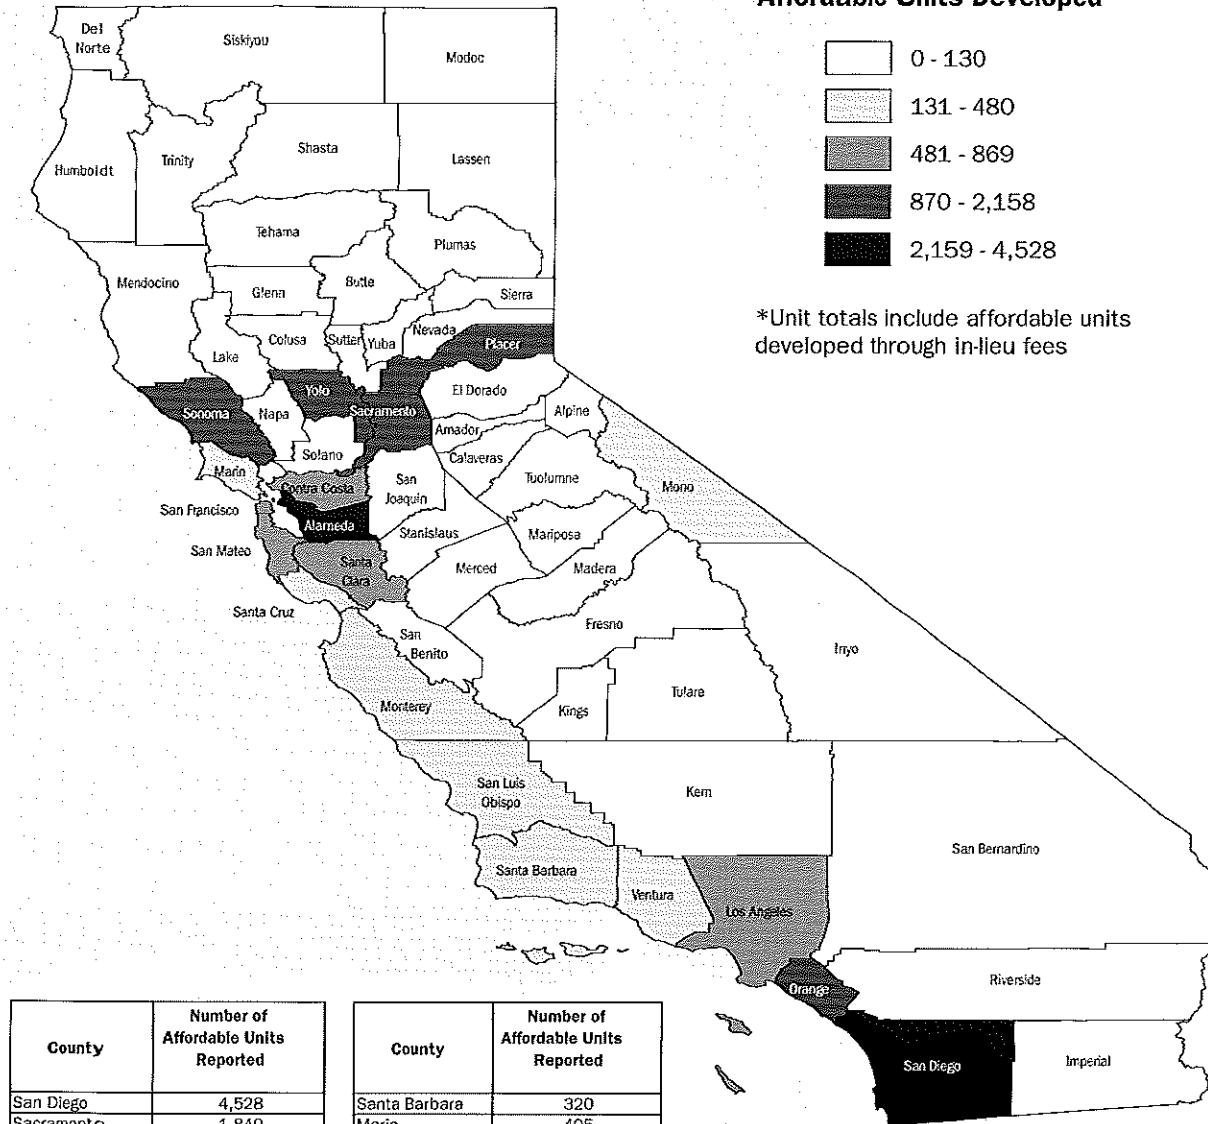 Affordable Units Developed
0 - 130
131 - 480
481 - 869
870 - 2,158
2,159 - 4,528
*Unit totals include affordable units
developed through in-lieu fees
Del
Norte
Siskiyou
Modoc
Humboldt
Trinity
Shasta
Lassen
Tehama
Plumas
Mendocino
Glenn
Butte
Sierra
Lake
Colusa
Sutter
Yuba
Nevada
Placer
Sonoma
Napa
Yolo
Sacramento
El Dorado
Alpine
Amador
Solano
Calaveras
Marin
Contra Costa
San
Joaquin
Tuolumne
Mono
San Francisco
Alameda
Stanislaus
Mariposa
San Mateo
Santa
Clara
Merced
Madera
Santa Cruz
San
Benito
Fresno
Inyo
Monterey
Kings
Tulare
San Luis
Obispo
Kern
San Bernardino
Santa Barbara
Ventura
Los Angeles
Orange
Riverside
San Diego
Imperial
County
Number of
Affordable Units
Reported
San Diego 4,528
Sacramento
County
Number of
Affordable Units
Reported
Santa Barbara 320